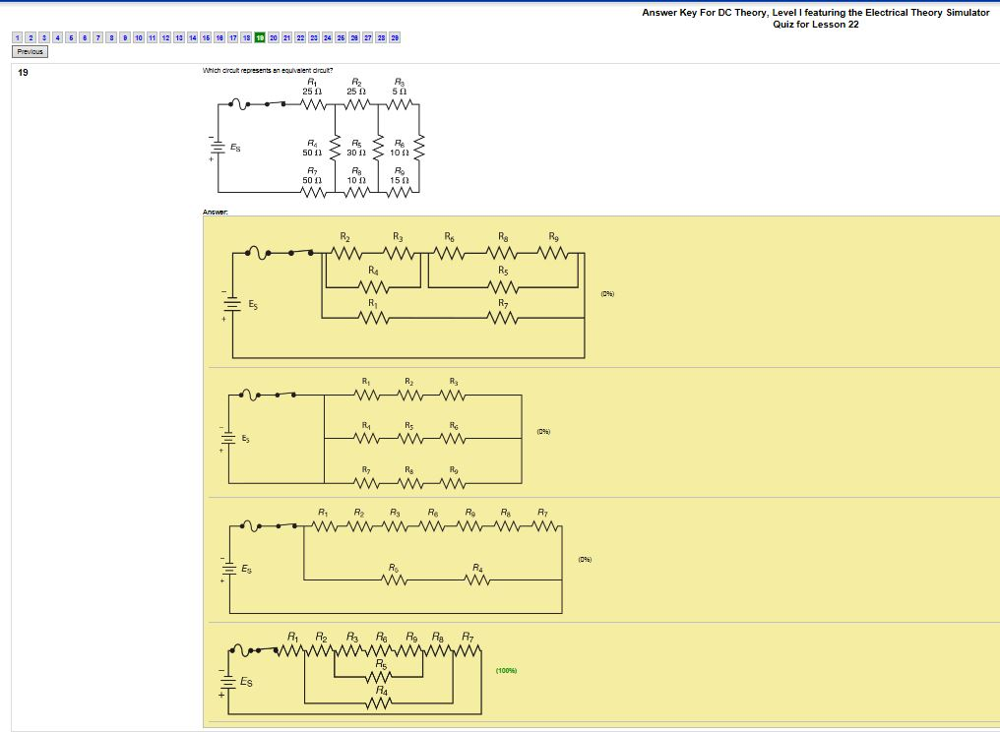 Answer Key For DC Theory, Level I featuring the Electrical Theory Simulator
Quiz for Lesson 22
1 2 3 4 5 6 7 8 9 10 11 12 13 14 15 16 17 18 19 20 21 22 23 24 25 26 27 28 29
Previous
19
Which circuit represents an equivalent circuit?
R1 R2 R3
25 Ω 25 Ω 5 Ω
R4 R5 R6
50 Ω 30 Ω 10 Ω
R7 R8 R9
50 Ω 10 Ω 15 Ω
-
ES
+
Answer:
R2 R3 R6 R8 R9
R4 R5
R1 R7
-
ES
+
(0%)
R1 R2 R3
R4 R5 R6
R7 R8 R9
-
ES
+
(0%)
R1 R2 R3 R6 R9 R8 R7
R5 R4
-
ES
+
(0%)
R1 R2 R3 R6 R9 R8 R7
R5
R4
-
ES
+
(100%)